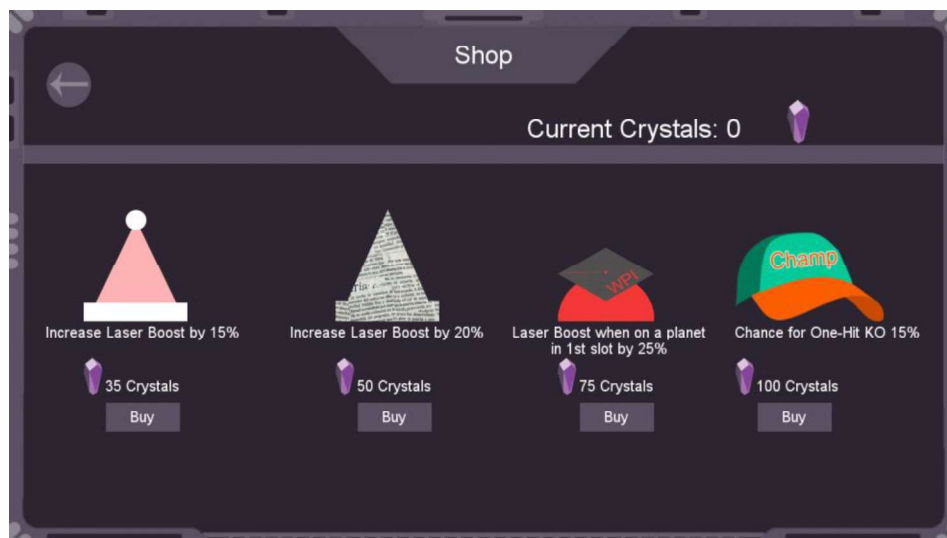 Shop
Current Crystals: 0
WPI
Champ
Increase Laser Boost by 15%
Increase Laser Boost by 20%
Laser Boost when on a planet
in 1st slot by 25%
Chance for One-Hit KO 15%
35 Crystals
50 Crystals
75 Crystals
100 Crystals
Buy
Buy
Buy
Buy